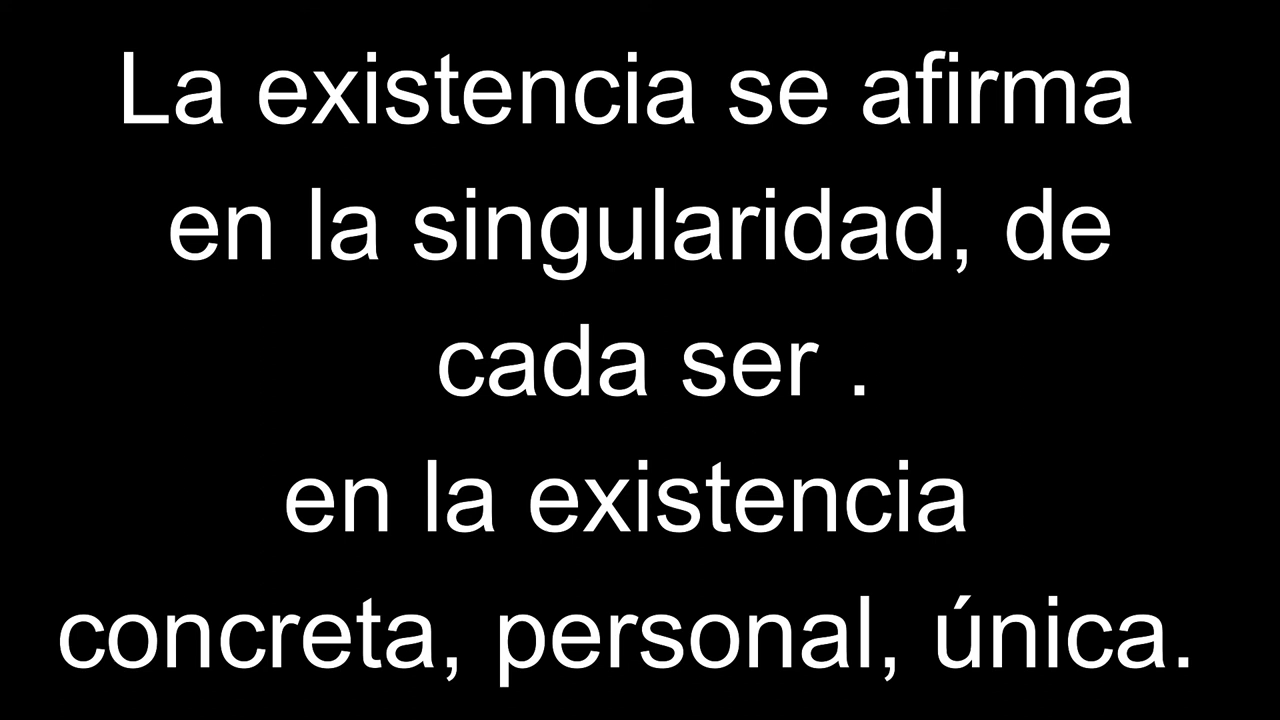 La existencia se afirma
en la singularidad, de
cada ser .
en la existencia
concreta, personal, única.